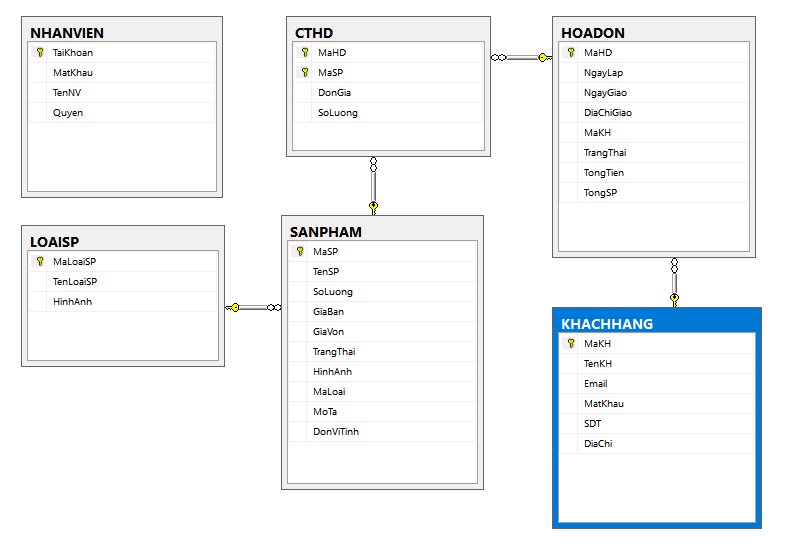 NHANVIEN
TaiKhoan
MatKhau
TenNV
Quyen
CTHD
MaHD
MaSP
DonGia
SoLuong
HOADON
MaHD
NgayLap
NgayGiao
DiaChiGiao
MaKH
TrangThai
TongTien
TongSP
LOAISP
MaLoaiSP
TenLoaiSP
HinhAnh
SANPHAM
MaSP
TenSP
SoLuong
GiaBan
GiaVon
TrangThai
HinhAnh
MaLoai
MoTa
DonViTinh
KHACHHANG
MaKH
TenKH
Email
MatKhau
SDT
DiaChi